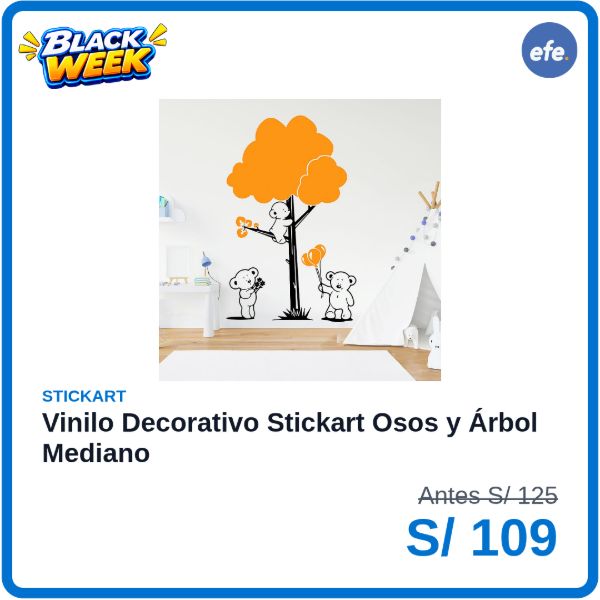 BLACK
WEEK
efe.
STICKART
Vinilo Decorativo Stickart Osos y Árbol
Mediano
Antes S/ 125
S/ 109